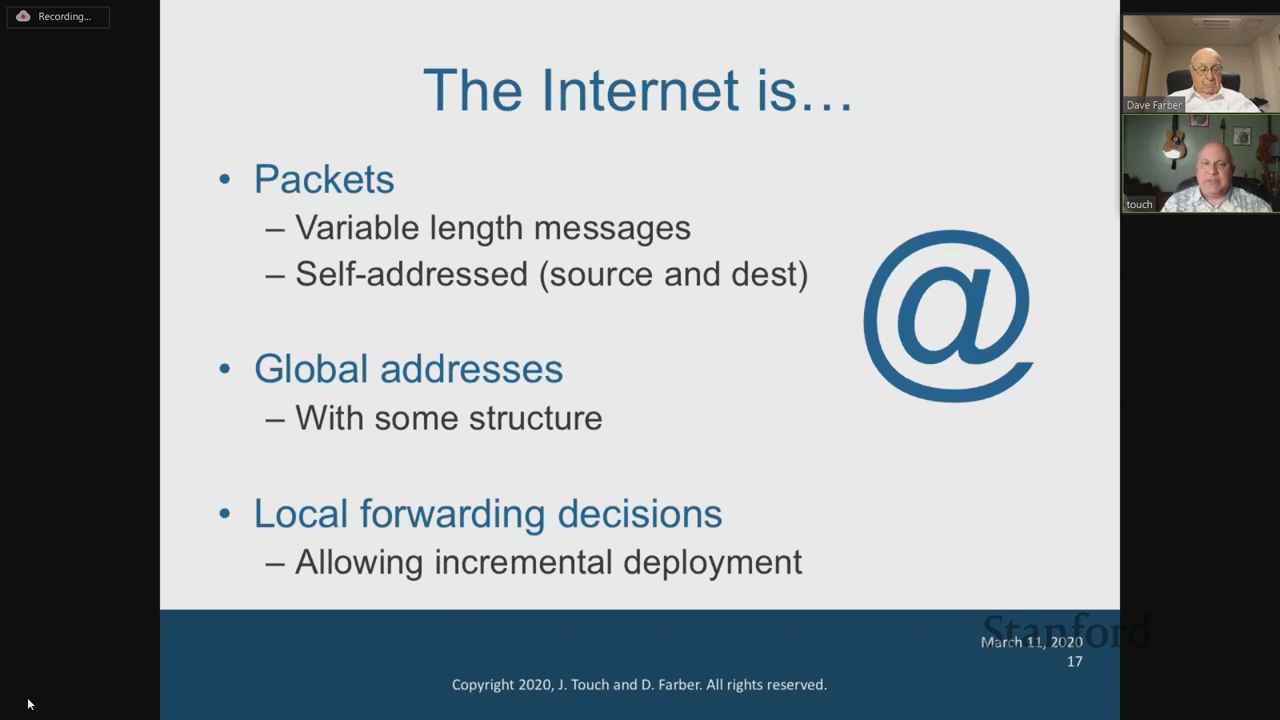 Recording...
The Internet is…
• Packets
– Variable length messages
– Self-addressed (source and dest)
@
• Global addresses
– With some structure
• Local forwarding decisions
– Allowing incremental deployment
Dave Farber
touch
Stanford
March 11, 2020
17
Copyright 2020, J. Touch and D. Farber. All rights reserved.